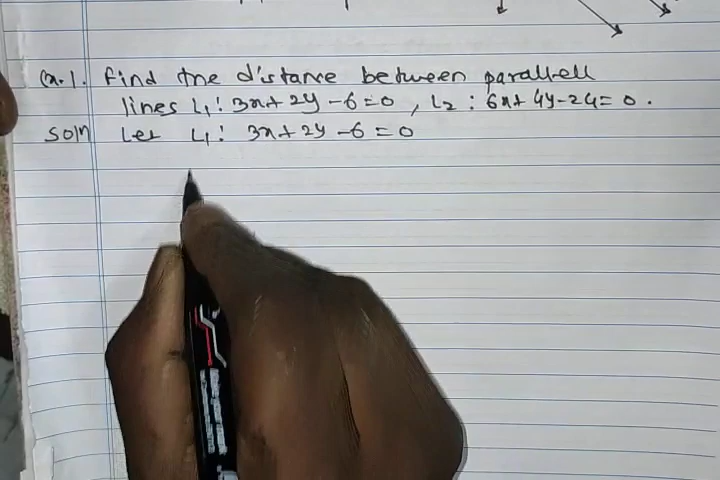 Q.1. Find the distance between parallell
lines L₁: 3x+2y-6=0, L₂: 6x+4y-24=0.
soln Let L₁: 3x+2y-6=0